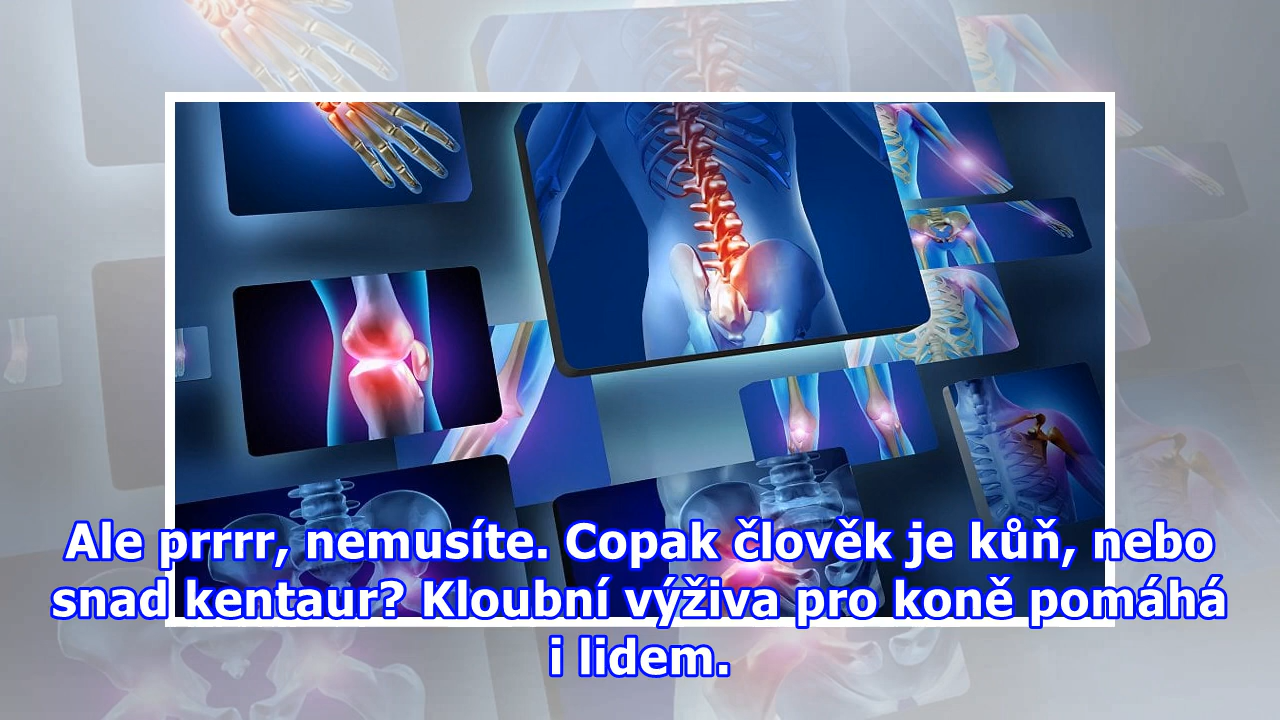 Ale prrrr, nemusíte. Copak člověk je kůň, nebo
snad kentaur? Kloubní výživa pro koně pomáhá
i lidem.